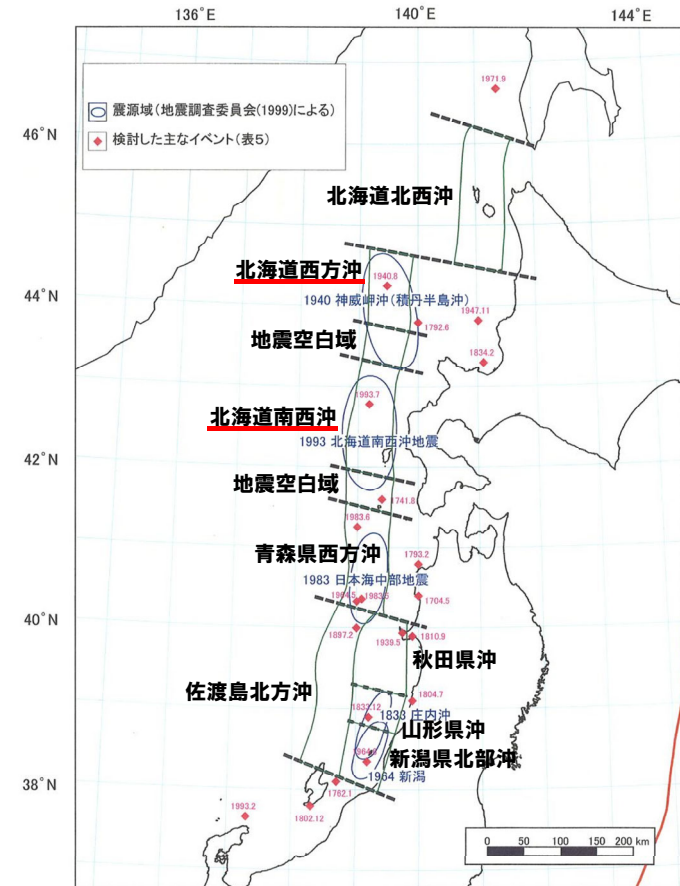 136°E
140°E
144°E
震源域(地震調査委員会(1999)による)
検討した主なイベント(表5)
1971.9
46°N
北海道北西沖
北海道西方沖
1940.8
44°N
1940 神威岬沖(積丹半島沖)
1947.11
1792.6
地震空白域
1834.2
1993.7
北海道南西沖
1993 北海道南西沖地震
42°N
地震空白域
1741.8
1983.6
青森県西方沖
1793.2
1983 日本海中部地震
1964.5
1983.5
1704.5
40°N
1897.2
1939.5
1810.9
秋田県沖
佐渡島北方沖
1804.7
1833.12
1833 庄内沖
山形県沖
新潟県北部沖
1964 新潟
38°N
1762.1
1993.2
1802.12
0 50 100 150 200 km